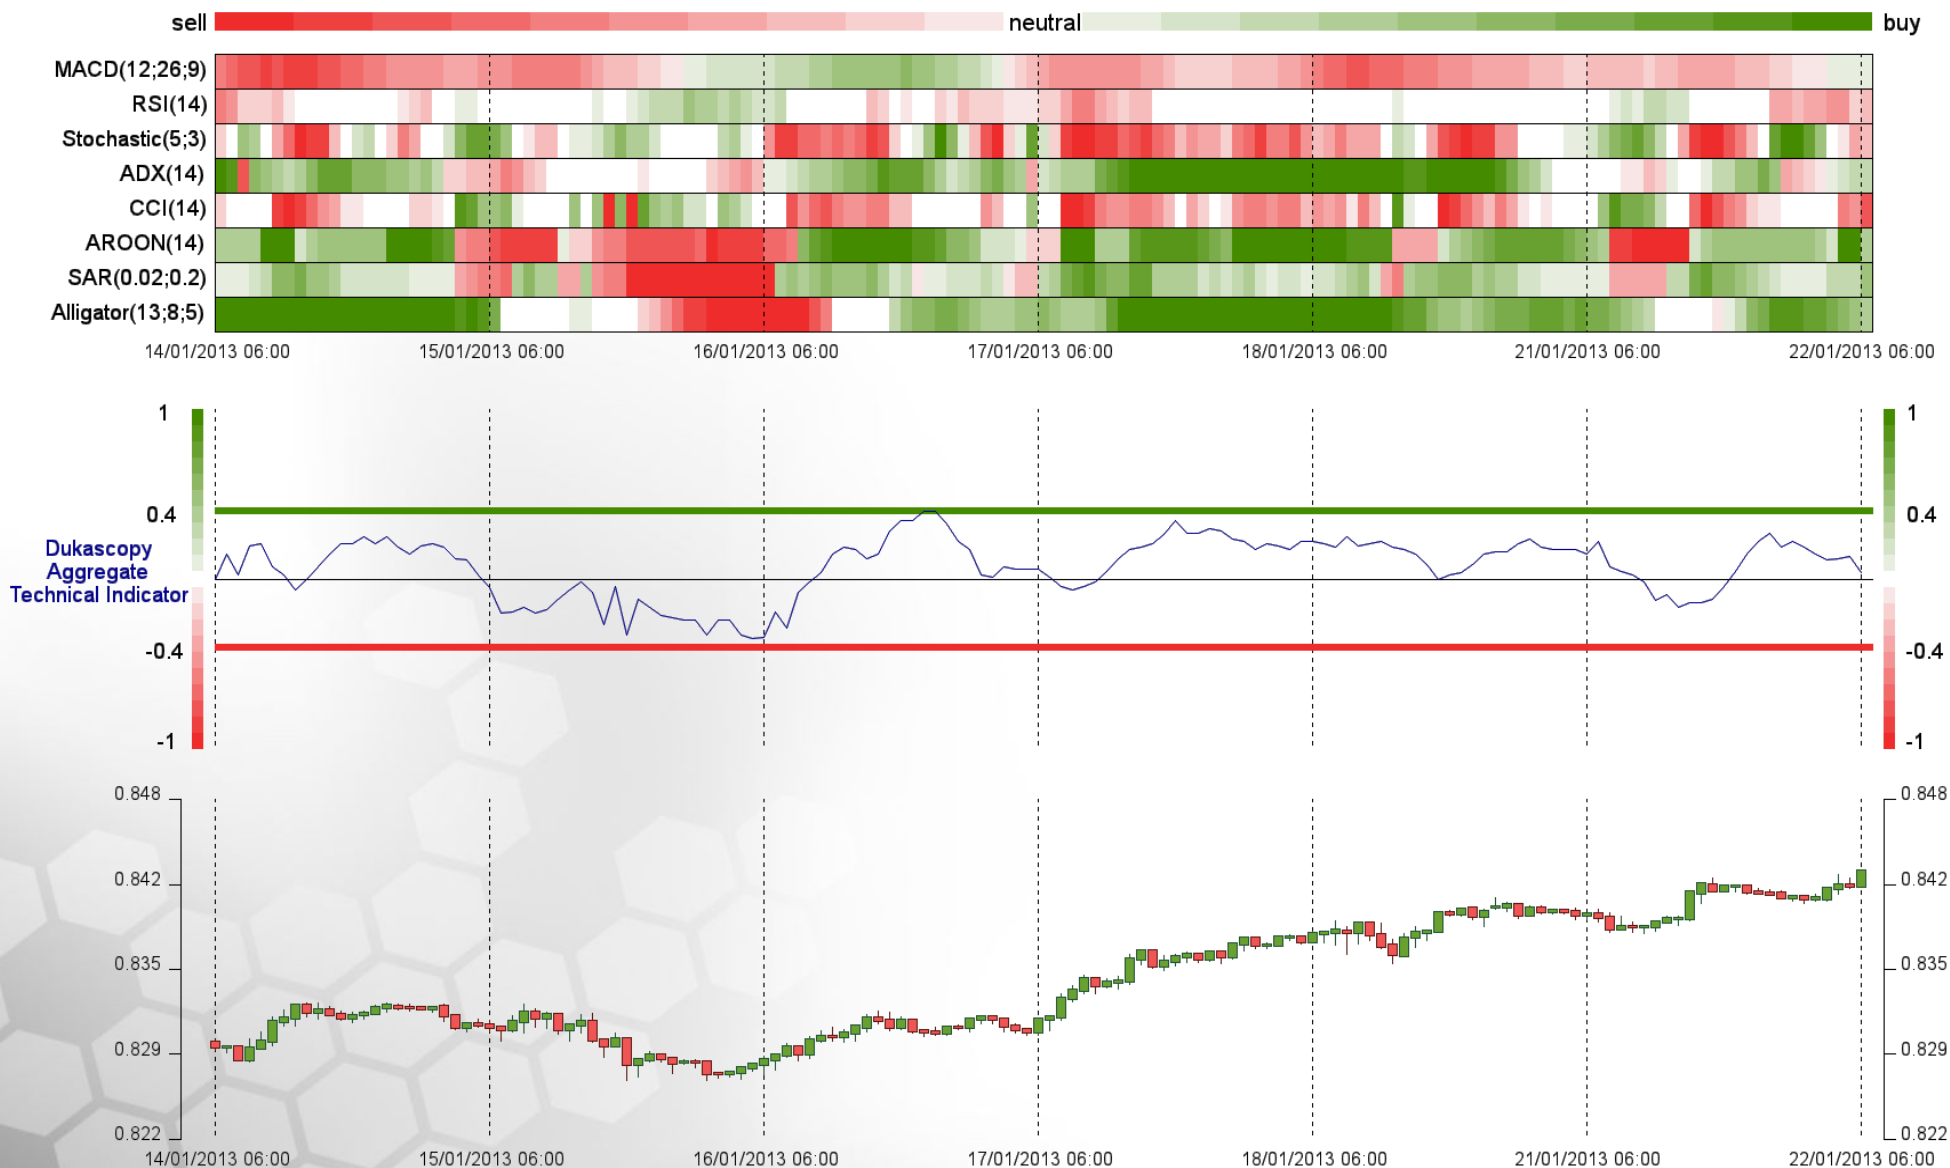 sell neutral buy
MACD(12;26;9)
RSI(14)
Stochastic(5;3)
ADX(14)
CCI(14)
AROON(14)
SAR(0.02;0.2)
Alligator(13;8;5)
14/01/2013 06:00 15/01/2013 06:00 16/01/2013 06:00 17/01/2013 06:00 18/01/2013 06:00 21/01/2013 06:00 22/01/2013 06:00
1 1
0.4 0.4
Dukascopy
Aggregate
Technical Indicator
-0.4 -0.4
-1 -1
0.848 0.848
0.842 0.842
0.835 0.835
0.829 0.829
0.822 0.822
14/01/2013 06:00 15/01/2013 06:00 16/01/2013 06:00 17/01/2013 06:00 18/01/2013 06:00 21/01/2013 06:00 22/01/2013 06:00